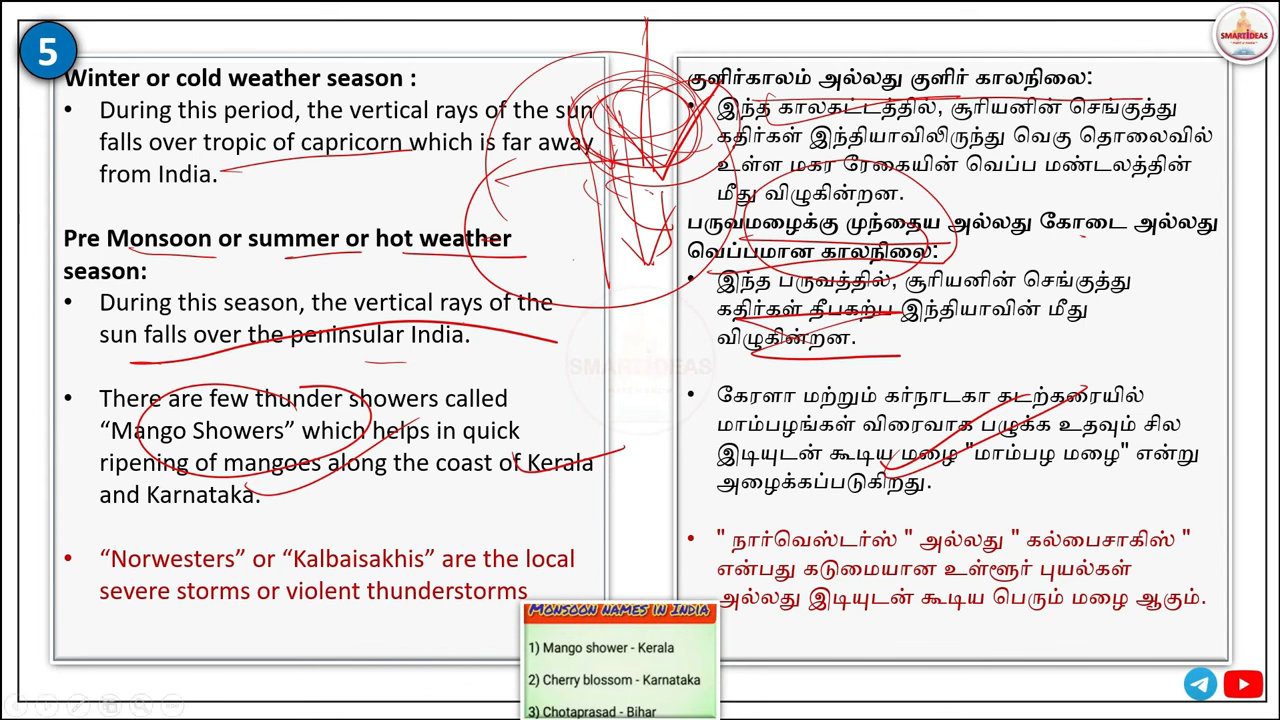 5
SMARTIDEAS
Winter or cold weather season :
• During this period, the vertical rays of the sun
falls over tropic of capricorn which is far away
from India.
Pre Monsoon or summer or hot weather
season:
• During this season, the vertical rays of the
sun falls over the peninsular India.
• There are few thunder showers called
“Mango Showers” which helps in quick
ripening of mangoes along the coast of Kerala
and Karnataka.
• “Norwesters” or “Kalbaisakhis” are the local
severe storms or violent thunderstorms
குளிர்காலம் அல்லது குளிர் காலநிலை:
• இந்த காலகட்டத்தில், சூரியனின் செங்குத்து
கதிர்கள் இந்தியாவிலிருந்து வெகு தொலைவில்
உள்ள மகர ரேகையின் வெப்ப மண்டலத்தின்
மீது விழுகின்றன.
பருவமழைக்கு முந்தைய அல்லது கோடை அல்லது
வெப்பமான காலநிலை:
• இந்த பருவத்தில், சூரியனின் செங்குத்து
கதிர்கள் தீபகற்ப இந்தியாவின் மீது
விழுகின்றன.
• கேரளா மற்றும் கர்நாடகா கடற்கரையில்
மாம்பழங்கள் விரைவாக பழுக்க உதவும் சில
இடியுடன் கூடிய மழை "மாம்பழ மழை" என்று
அழைக்கப்படுகிறது.
• " நார்வெஸ்டர்ஸ் " அல்லது " கல்பைசாகிஸ் "
என்பது கடுமையான உள்ளூர் புயல்கள்
அல்லது இடியுடன் கூடிய பெரும் மழை ஆகும்.
SMARTIDEAS
MONSOON NAMES IN INDIA
1) Mango shower - Kerala
2) Cherry blossom - Karnataka
3) Chotaprasad - Bihar